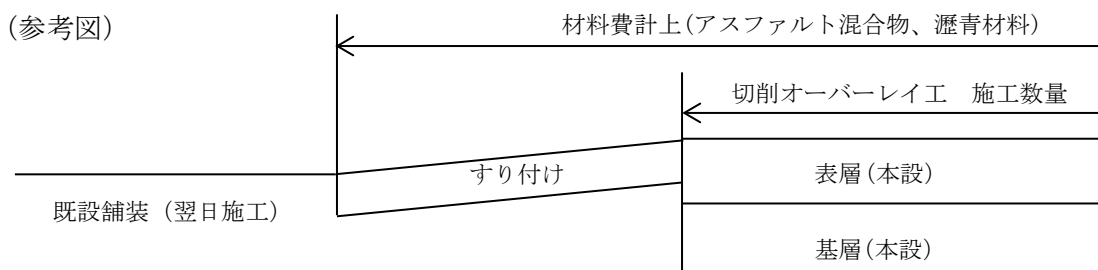 (参考図)
材料費計上(アスファルト混合物、瀝青材料)
切削オーバーレイ工　施工数量
すり付け
表層(本設)
既設舗装（翌日施工）
基層(本設)